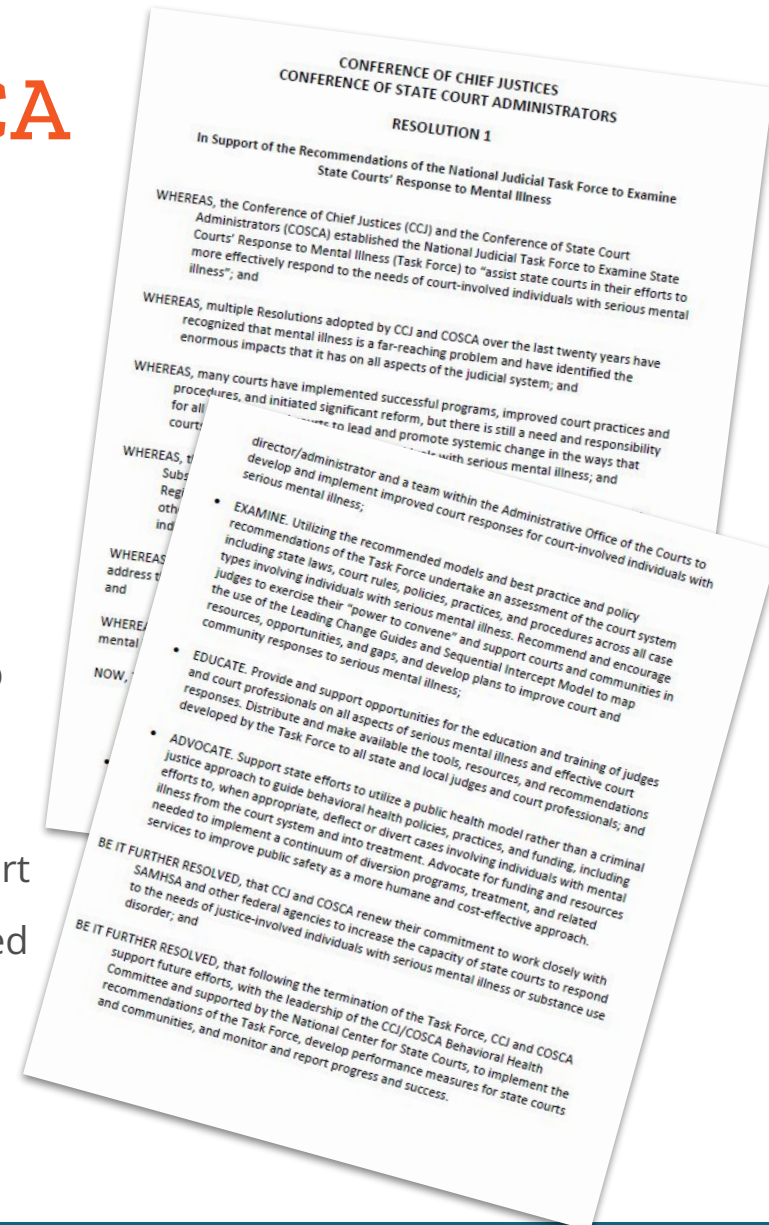 CA
CONFERENCE OF CHIEF JUSTICES
CONFERENCE OF STATE COURT ADMINISTRATORS
RESOLUTION 1
In Support of the Recommendations of the National Judicial Task Force to Examine
State Courts' Response to Mental Illness
WHEREAS, the Conference of Chief Justices (CCJ) and the Conference of State Court
Administrators (COSCA) established the National Judicial Task Force to Examine State
Courts' Response to Mental Illness (Task Force) to "assist state courts in their efforts to
more effectively respond to the needs of court-involved individuals with serious mental
illness"; and
WHEREAS, multiple Resolutions adopted by CCJ and COSCA over the last twenty years have
recognized that mental illness is a far-reaching problem and have identified the
enormous impacts that it has on all aspects of the judicial system; and
WHEREAS, many courts have implemented successful programs, improved court practices and
procedures, and initiated significant reform, but there is still a need and responsibility
for all to lead and promote systemic change in the ways that
courts with serious mental illness; and
WHEREAS,
Subs
Reg
oth
ind
WHEREAS
address
and
WHEREA
mental
NOW,
director/administrator and a team within the Administrative Office of the Courts to
develop and implement improved court responses for court-involved individuals with
serious mental illness;
• EXAMINE. Utilizing the recommended models and best practice and policy
recommendations of the Task Force undertake an assessment of the court system
including state laws, court rules, policies, practices, and procedures across all case
types involving individuals with serious mental illness. Recommend and encourage
judges to exercise their "power to convene" and support courts and communities in
the use of the Leading Change Guides and Sequential Intercept Model to map
resources, opportunities, and gaps, and develop plans to improve court and
community responses to serious mental illness;
• EDUCATE. Provide and support opportunities for the education and training of judges
and court professionals on all aspects of serious mental illness and effective court
responses. Distribute and make available the tools, resources, and recommendations
developed by the Task Force to all state and local judges and court professionals; and
• ADVOCATE. Support state efforts to utilize a public health model rather than a criminal
justice approach to guide behavioral health policies, practices, and funding, including
efforts to, when appropriate, deflect or divert cases involving individuals with mental
illness from the court system and into treatment. Advocate for funding and resources
needed to implement a continuum of diversion programs, treatment, and related
services to improve public safety as a more humane and cost-effective approach.
BE IT FURTHER RESOLVED, that CCJ and COSCA renew their commitment to work closely with
SAMHSA and other federal agencies to increase the capacity of state courts to respond
to the needs of justice-involved individuals with serious mental illness or substance use
disorder; and
BE IT FURTHER RESOLVED, that following the termination of the Task Force, CCJ and COSCA
support future efforts, with the leadership of the CCJ/COSCA Behavioral Health
Committee and supported by the National Center for State Courts, to implement the
recommendations of the Task Force, develop performance measures for state courts
and communities, and monitor and report progress and success.
rt
ed